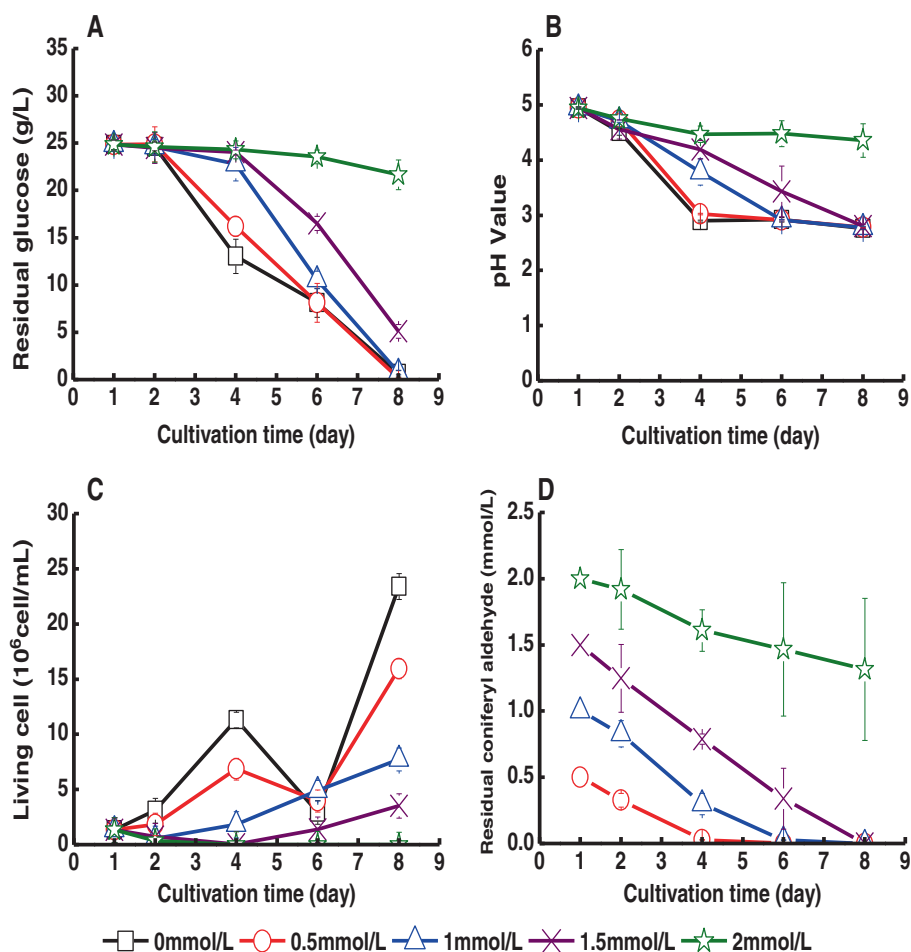 A
Residual glucose (g/L)
35
30
25
20
15
10
5
0
0 1 2 3 4 5 6 7 8 9
Cultivation time (day)
B
pH Value
6
5
4
3
2
1
0
0 1 2 3 4 5 6 7 8 9
Cultivation time (day)
C
Living cell (10⁶cell/mL)
30
25
20
15
10
5
0
0 1 2 3 4 5 6 7 8 9
Cultivation time (day)
D
Residual coniferyl aldehyde (mmol/L)
2.5
2.0
1.5
1.0
0.5
0.0
0 1 2 3 4 5 6 7 8 9
Cultivation time (day)
0mmol/L 0.5mmol/L 1mmol/L 1.5mmol/L 2mmol/L